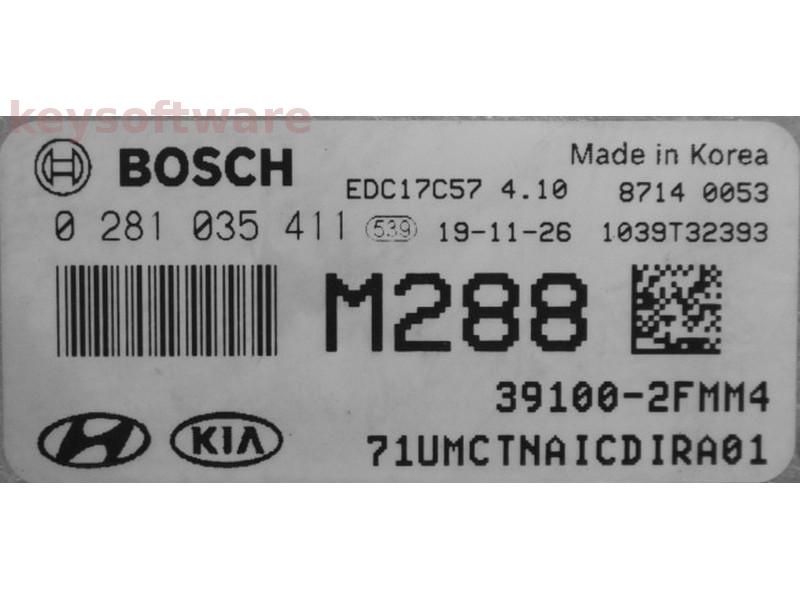 keysoftware
BOSCH
Made in Korea
EDC17C57 4.10 8714 0053
0 281 035 411 539 19-11-26 1039T32393
M288
39100-2FMM4
KIA
71UMCTNAICDIRA01